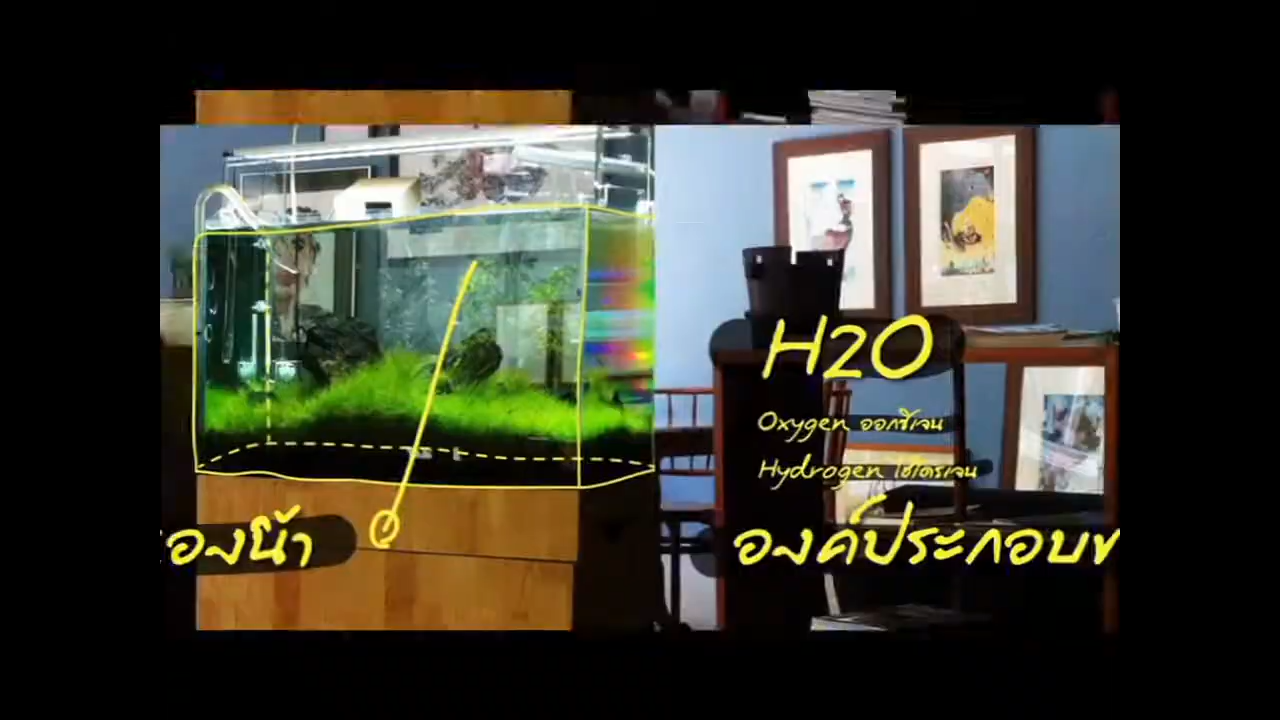 H2O
Oxygen ออกซิเจน
Hydrogen ไฮโดรเจน
องน้ำ
องค์ประกอบข